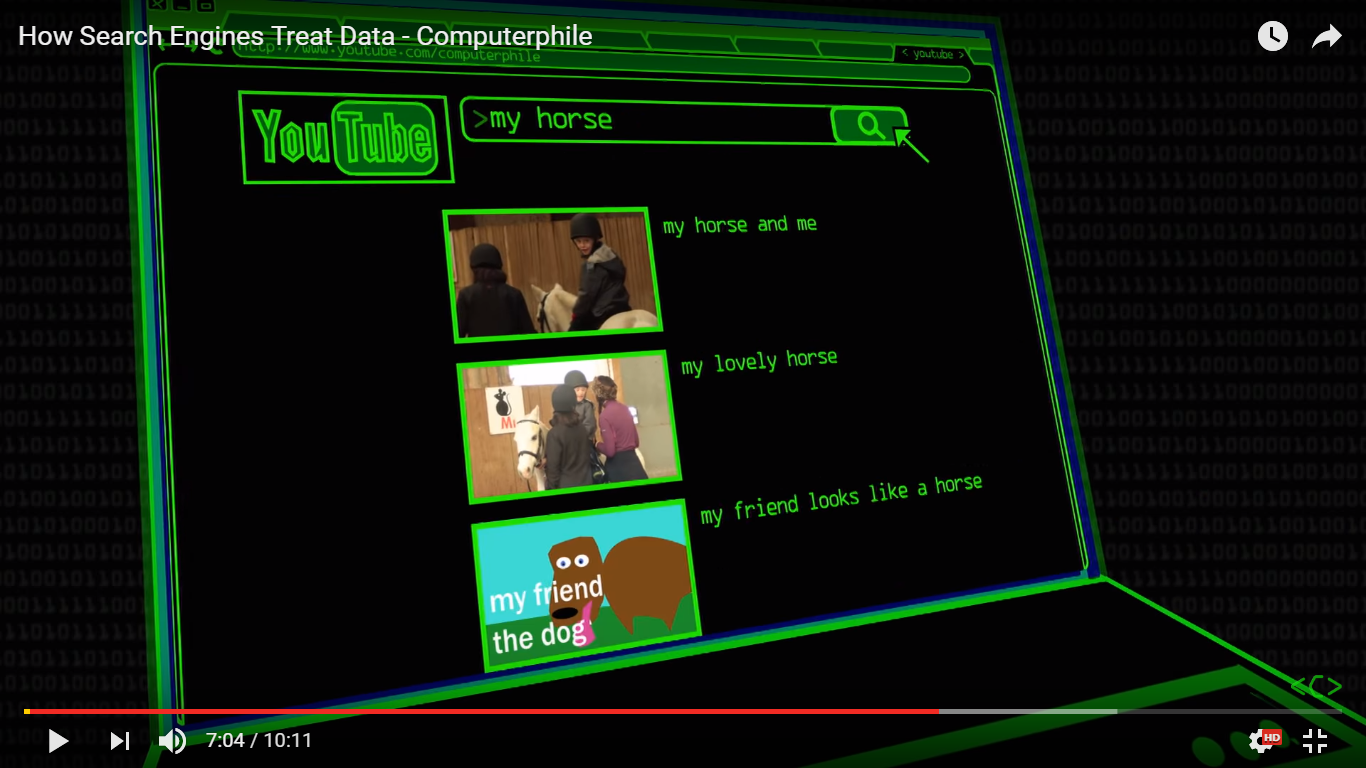 How Search Engines Treat Data - Computerphile
http://www.youtube.com/computerphile
< youtube >
YouTube
>my horse
my horse and me
my lovely horse
my friend looks like a horse
my friend
the dog
<C>
7:04 / 10:11
HD